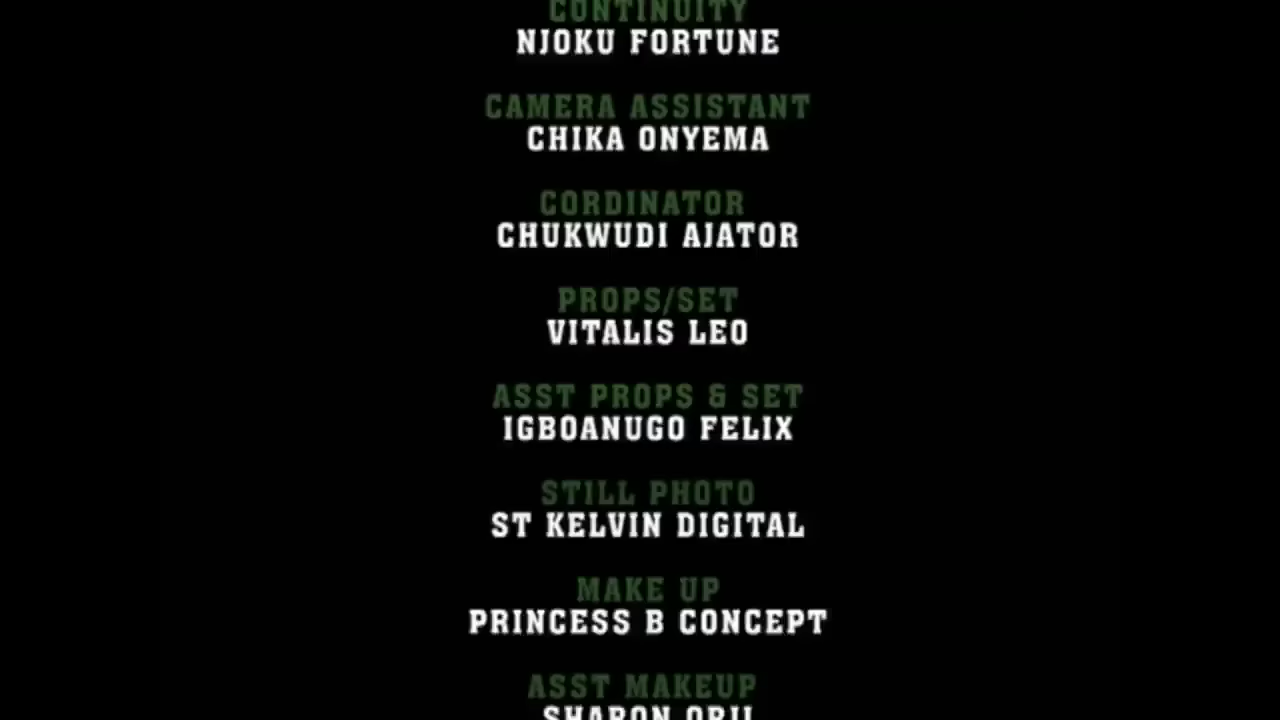 CONTINUITY
NJOKU FORTUNE
CAMERA ASSISTANT
CHIKA ONYEMA
CORDINATOR
CHUKWUDI AJATOR
PROPS/SET
VITALIS LEO
ASST PROPS & SET
IGBOANUGO FELIX
STILL PHOTO
ST KELVIN DIGITAL
MAKE UP
PRINCESS B CONCEPT
ASST MAKEUP
SHARON